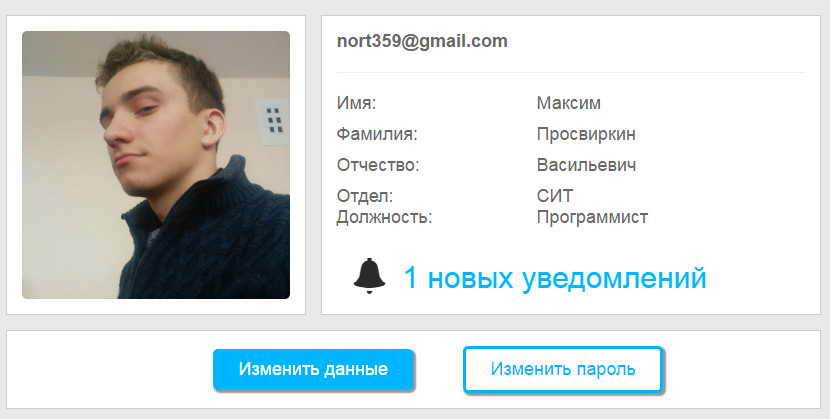 nort359@gmail.com
Имя: Максим
Фамилия: Просвиркин
Отчество: Васильевич
Отдел: СИТ
Должность: Программист
1 новых уведомлений
Изменить данные Изменить пароль